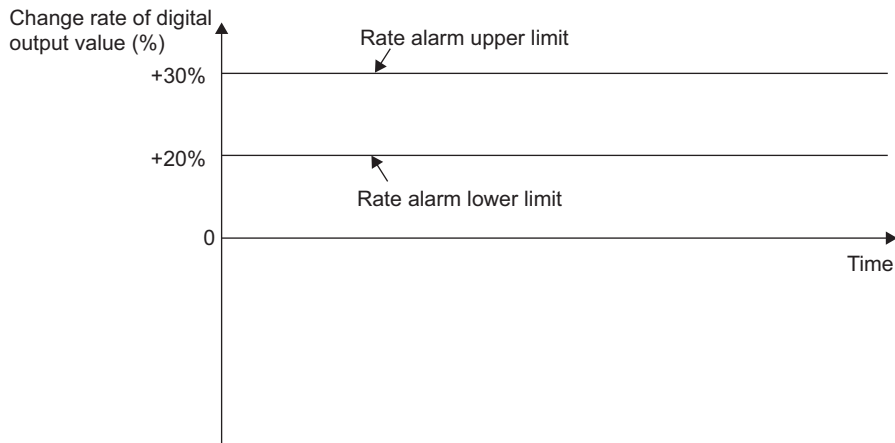 Change rate of digital
output value (%)
Rate alarm upper limit
+30%
+20%
Rate alarm lower limit
0
Time